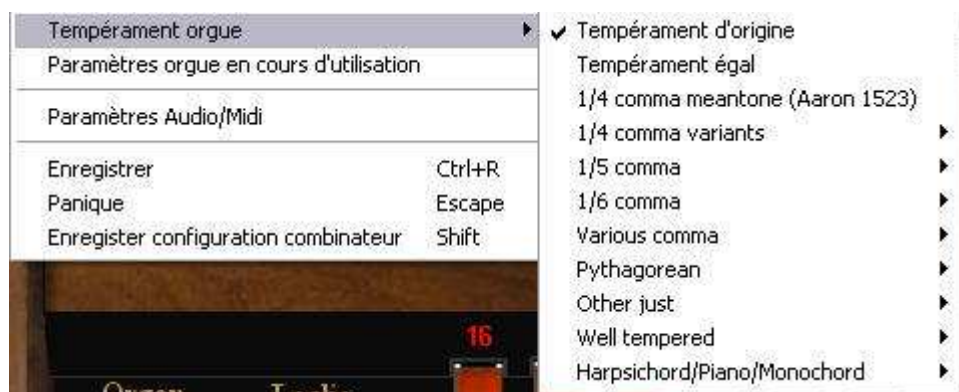 Tempérament orgue
Paramètres orgue en cours d'utilisation
Paramètres Audio/Midi
Enregistrer Ctrl+R
Panique Escape
Enregister configuration combinateur Shift
Tempérament d'origine
Tempérament égal
1/4 comma meantone (Aaron 1523)
1/4 comma variants
1/5 comma
1/6 comma
Various comma
Pythagorean
Other just
Well tempered
Harpsichord/Piano/Monochord
16